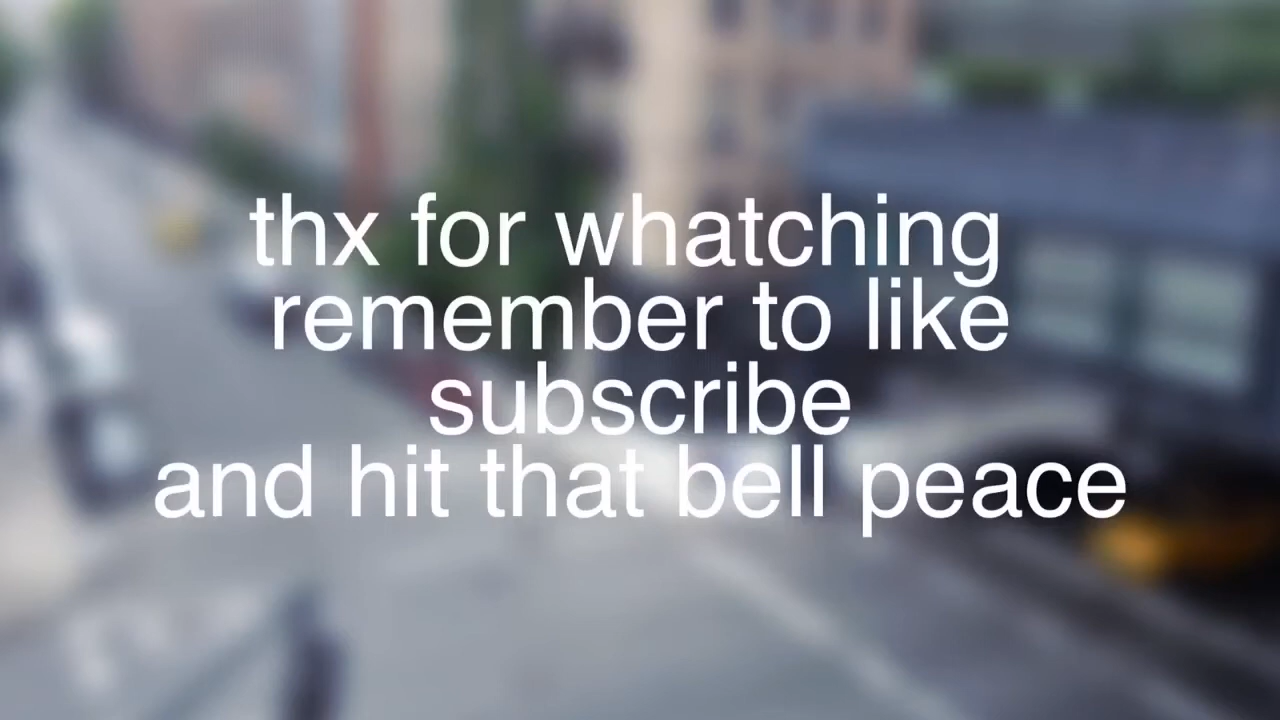 thx for whatching
remember to like
subscribe
and hit that bell peace